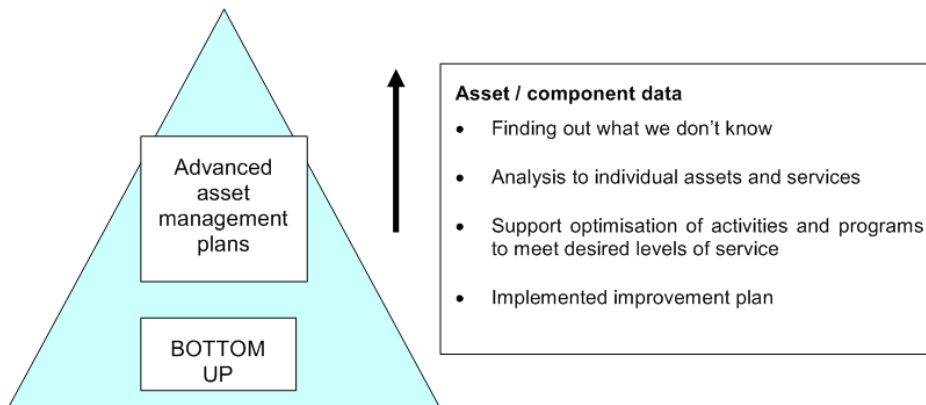 Advanced
asset
management
plans
BOTTOM
UP
Asset / component data
• Finding out what we don't know
• Analysis to individual assets and services
• Support optimisation of activities and programs
to meet desired levels of service
• Implemented improvement plan